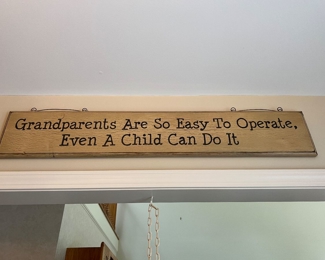 Grandparents Are So Easy To Operate,
Even A Child Can Do It